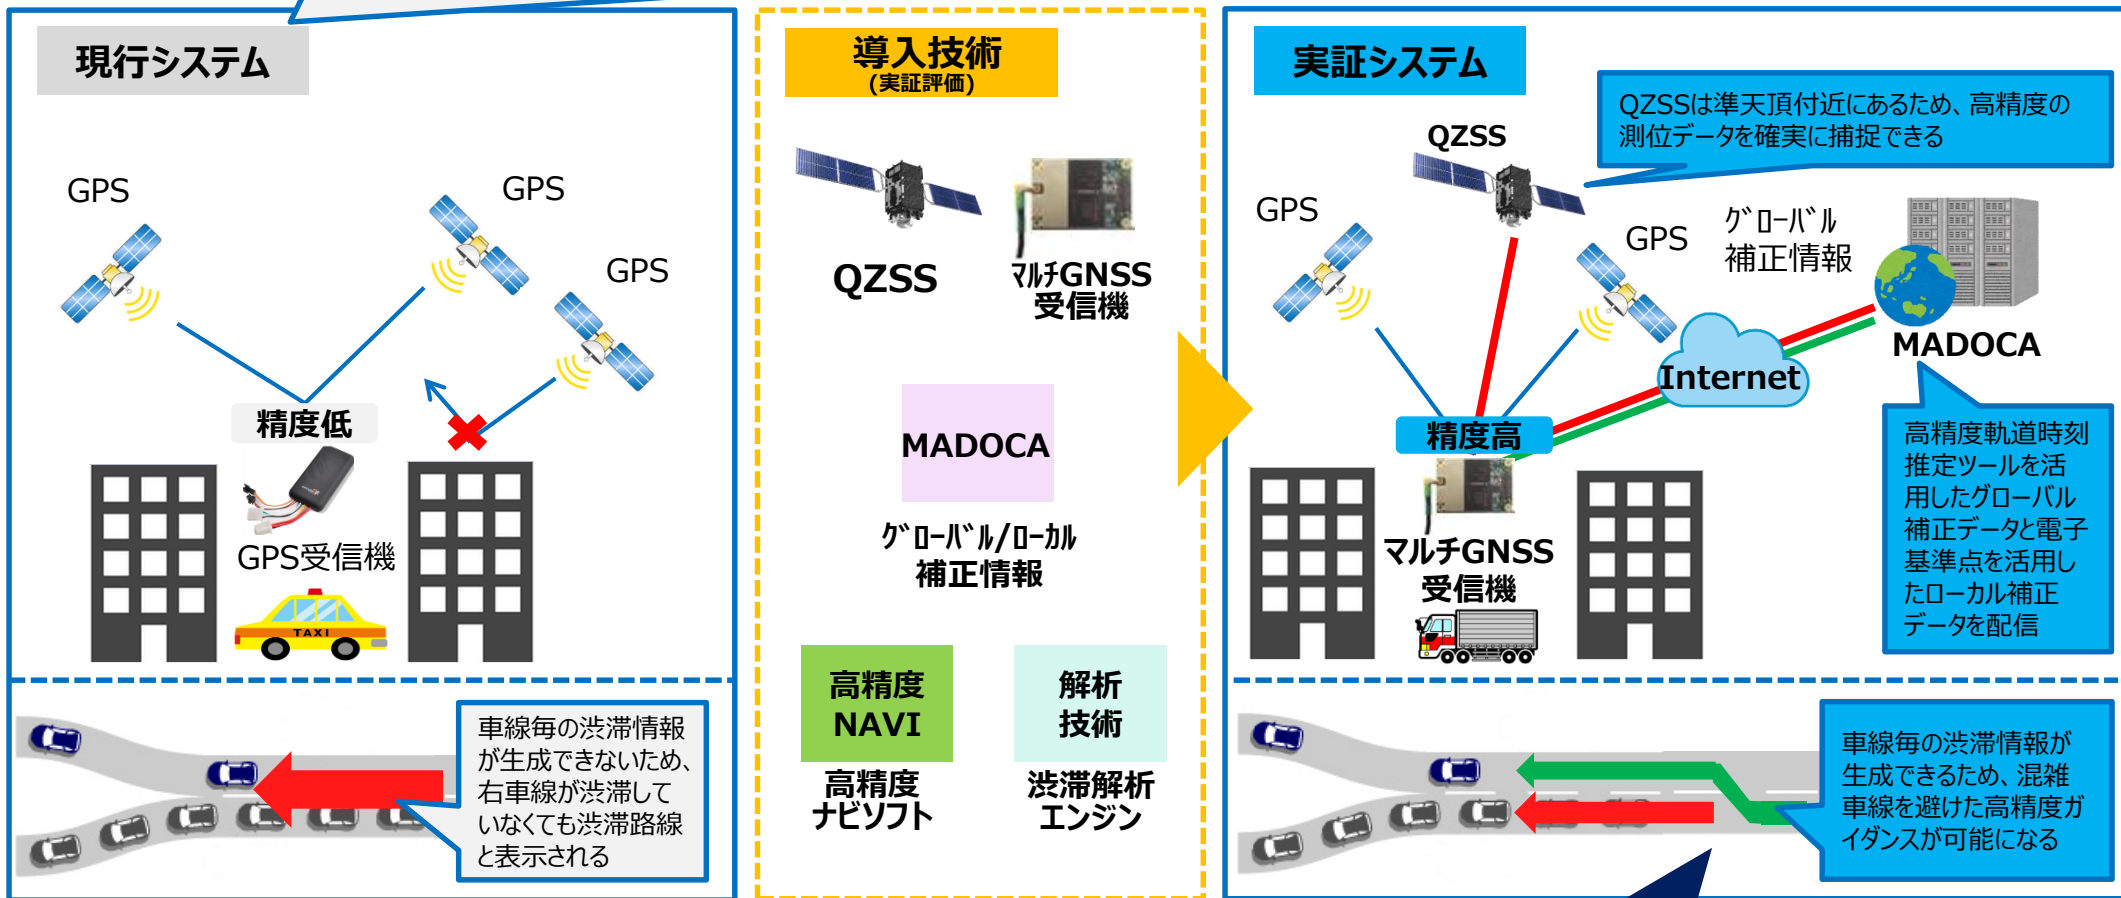 現行システム
GPS
GPS
GPS
精度低
GPS受信機
TAXI
車線毎の渋滞情報
が生成できないため、
右車線が渋滞して
いなくても渋滞路線
と表示される
導入技術
(実証評価)
QZSS
ﾏﾙﾁGNSS
受信機
MADOCA
ｸﾞﾛｰﾊﾞﾙ/ﾛｰｶﾙ
補正情報
高精度
NAVI
高精度
ナビソフト
解析
技術
渋滞解析
エンジン
実証システム
QZSSは準天頂付近にあるため、高精度の
測位データを確実に捕捉できる
QZSS
GPS
GPS
ｸﾞﾛｰﾊﾞﾙ
補正情報
MADOCA
Internet
精度高
マルチGNSS
受信機
高精度軌道時刻
推定ツールを活
用したグローバル
補正データと電子
基準点を活用し
たローカル補正
データを配信
車線毎の渋滞情報が
生成できるため、混雑
車線を避けた高精度ガ
イダンスが可能になる